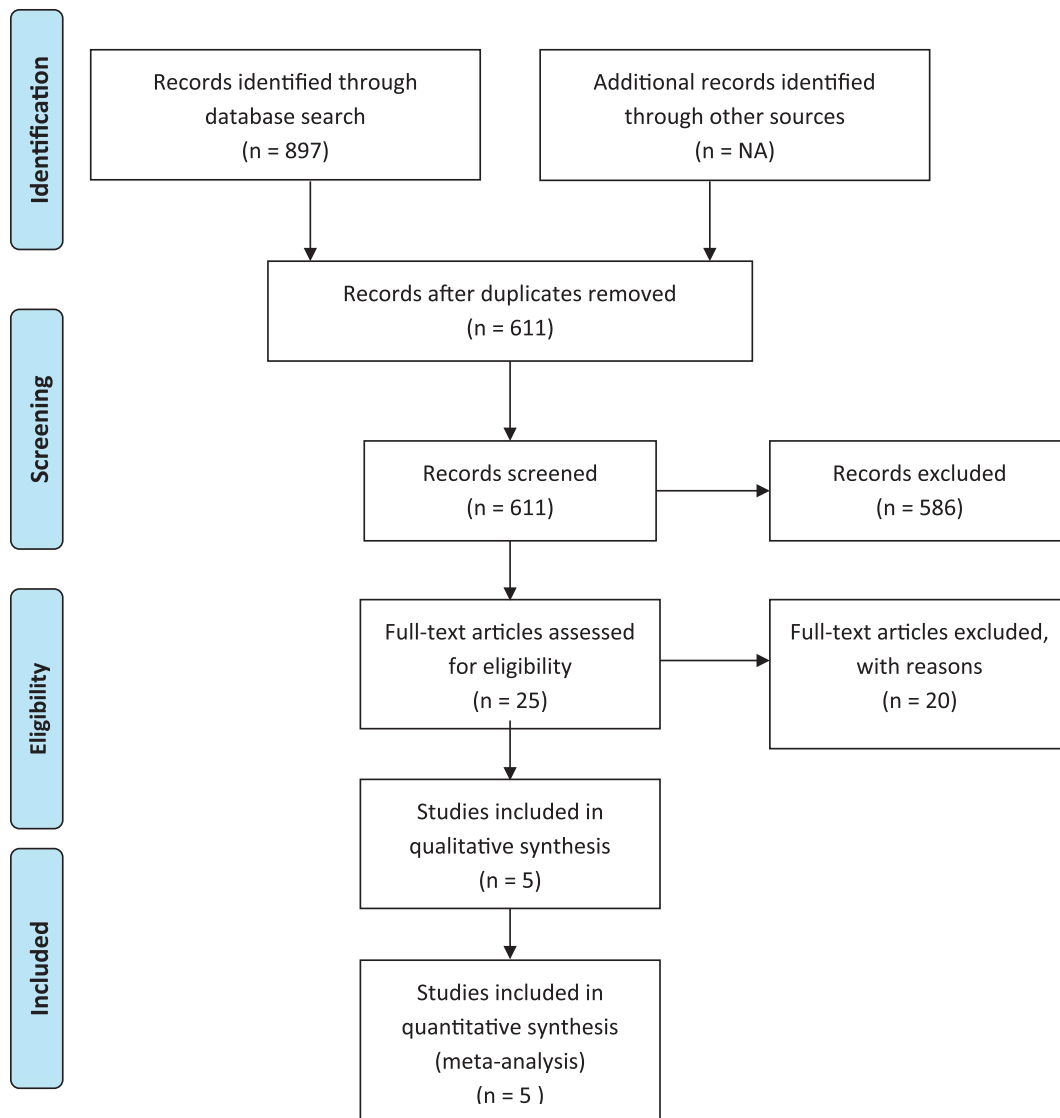 Identification
Records identified through
database search
(n = 897)
Additional records identified
through other sources
(n = NA)
Records after duplicates removed
(n = 611)
Screening
Records screened
(n = 611)
Records excluded
(n = 586)
Eligibility
Full-text articles assessed
for eligibility
(n = 25)
Full-text articles excluded,
with reasons
(n = 20)
Studies included in
qualitative synthesis
(n = 5)
Included
Studies included in
quantitative synthesis
(meta-analysis)
(n = 5 )